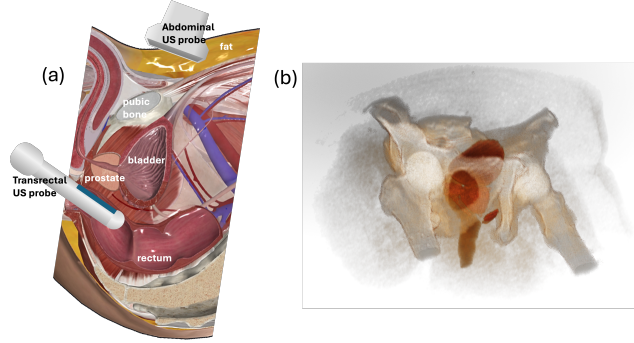 Abdominal
US probe
fat
(a)
(b)
pubic
bone
bladder
prostate
Transrectal
US probe
rectum